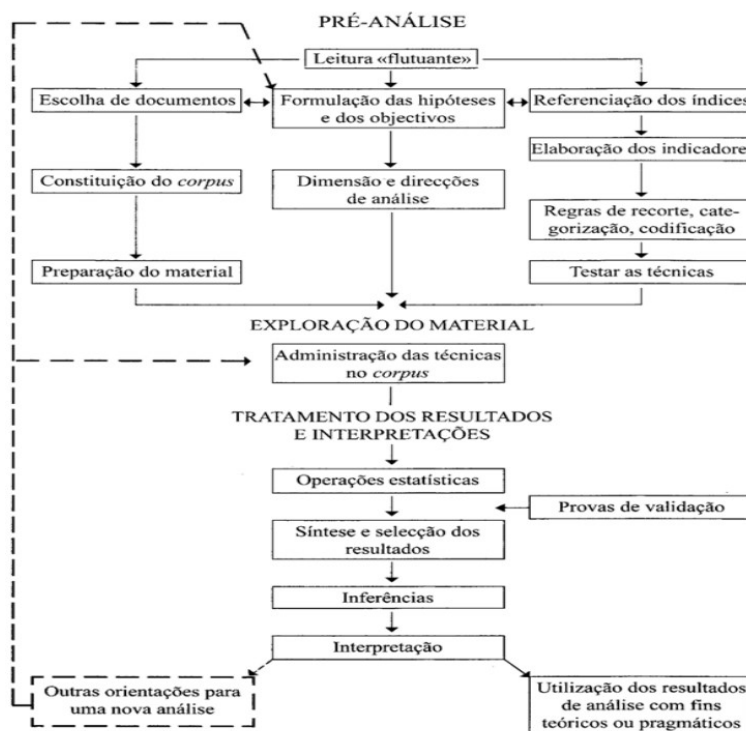 PRÉ-ANÁLISE
Leitura «flutuante»
Escolha de documentos
Formulação das hipóteses
e dos objectivos
Referenciação dos índices
Elaboração dos indicadore
Constituição do corpus
Dimensão e direcções
de análise
Regras de recorte, cate-
gorização, codificação
Preparação do material
Testar as técnicas
EXPLORAÇÃO DO MATERIAL
Administração das técnicas
no corpus
TRATAMENTO DOS RESULTADOS
E INTERPRETAÇÕES
Operações estatísticas
Provas de validação
Síntese e selecção dos
resultados
Inferências
Interpretação
Outras orientações para
uma nova análise
Utilização dos resultados
de análise com fins
teóricos ou pragmáticos